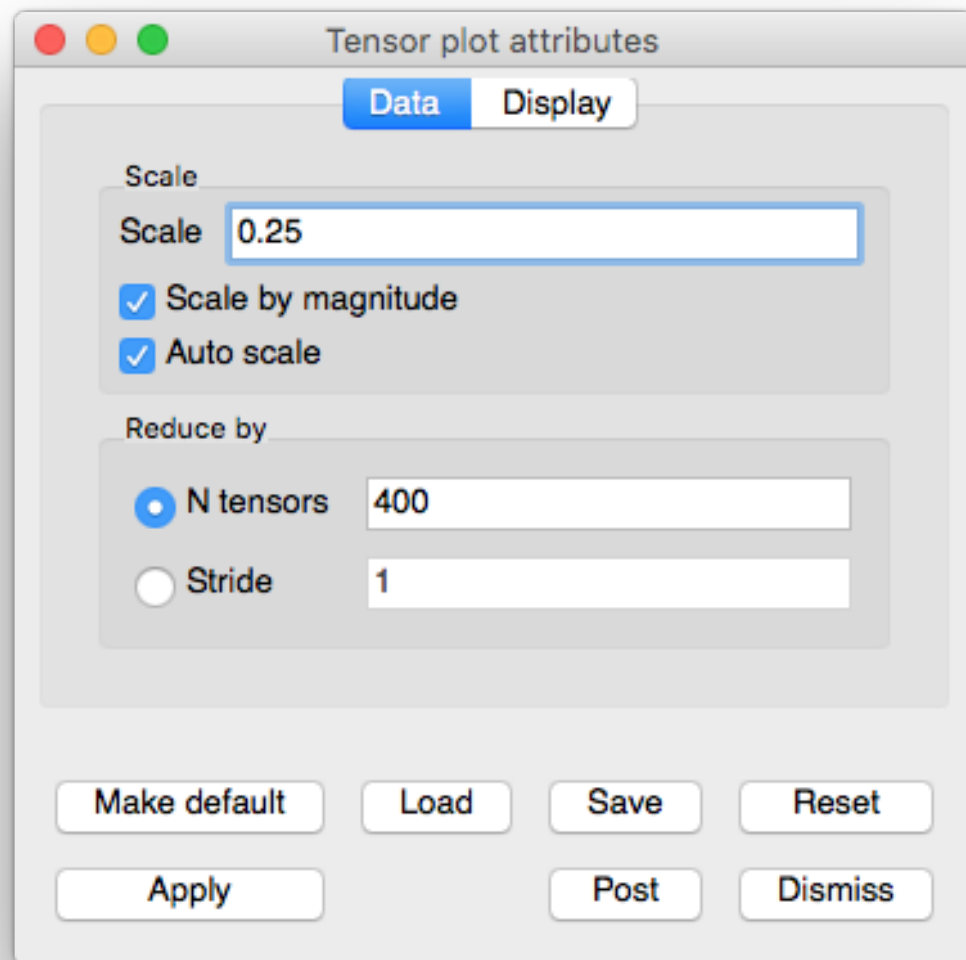 Tensor plot attributes
Data Display
Scale
Scale 0.25
Scale by magnitude
Auto scale
Reduce by
N tensors 400
Stride 1
Make default Load Save Reset
Apply Post Dismiss